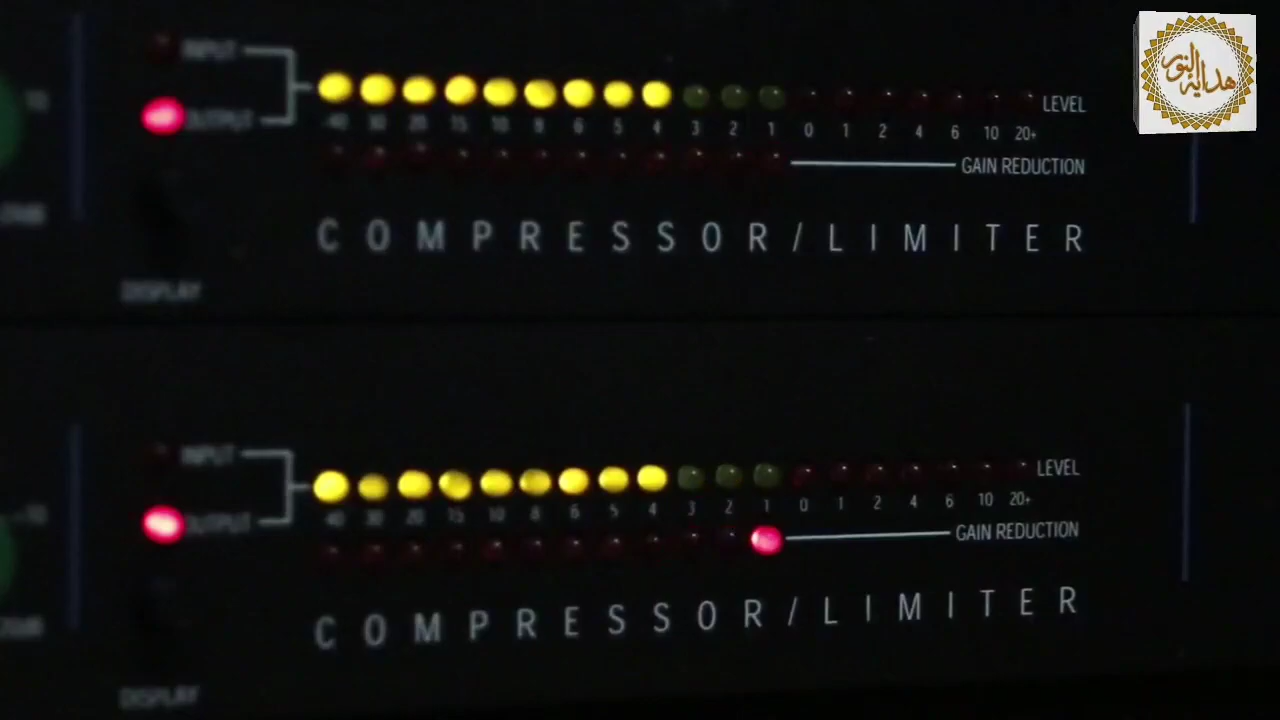 INPUT
OUTPUT
40 30 20 15 10 8 6 5 4 3 2 1 0 1 2 4 6 10 20+ LEVEL
GAIN REDUCTION
COMPRESSOR/LIMITER
DISPLAY
هداية النور
INPUT
OUTPUT
40 30 20 15 10 8 6 5 4 3 2 1 0 1 2 4 6 10 20+ LEVEL
GAIN REDUCTION
COMPRESSOR/LIMITER
DISPLAY